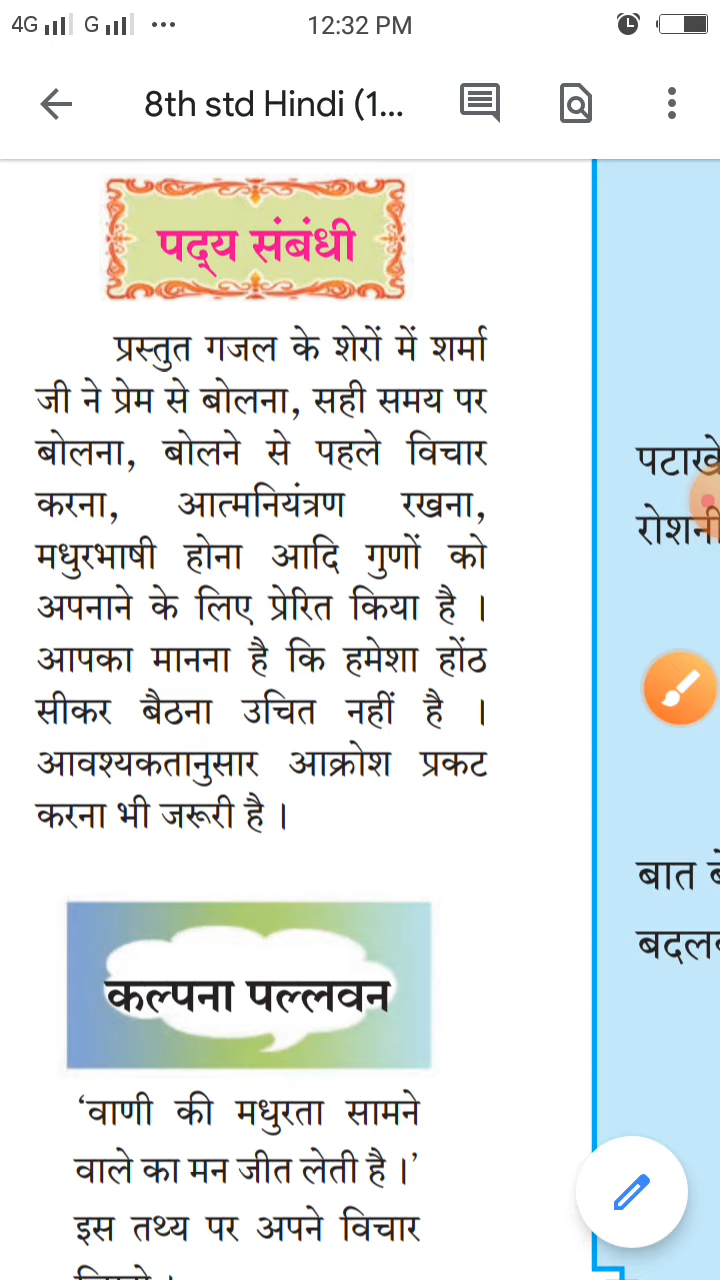 4G G 12:32 PM
8th std Hindi (1...
पद्‌य संबंधी
प्रस्तुत गजल के शेरों में शर्मा
जी ने प्रेम से बोलना, सही समय पर
बोलना, बोलने से पहले विचार
करना, आत्मनियंत्रण रखना,
मधुरभाषी होना आदि गुणों को
अपनाने के लिए प्रेरित किया है ।
आपका मानना है कि हमेशा होंठ
सीकर बैठना उचित नहीं है ।
आवश्यकतानुसार आक्रोश प्रकट
करना भी जरूरी है ।
कल्पना पल्लवन
‘वाणी की मधुरता सामने
वाले का मन जीत लेती है ।’
इस तथ्य पर अपने विचार
पटाखे
रोशनी
बात